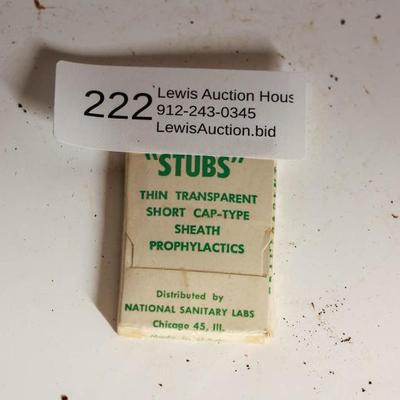 222
Lewis Auction Hous
912-243-0345
LewisAuction.bid
"STUBS"
THIN TRANSPARENT
SHORT CAP-TYPE
SHEATH
PROPHYLACTICS
Distributed by
NATIONAL SANITARY LABS
Chicago 45, Ill.